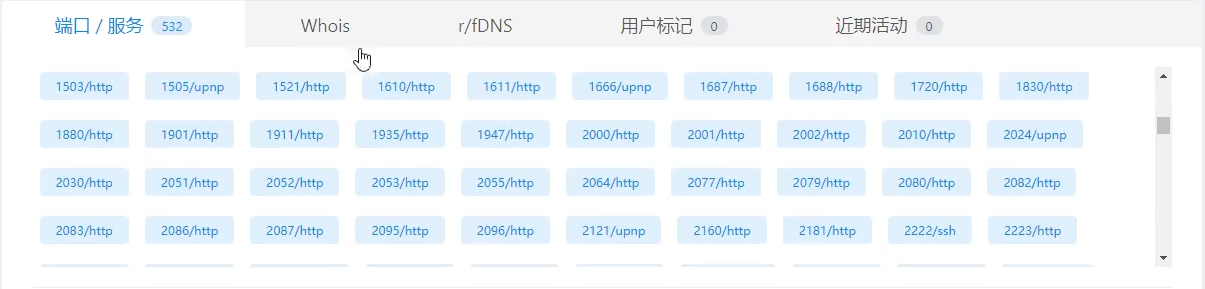 端口 / 服务 532 Whois r/fDNS 用户标记 0 近期活动 0
1503/http 1505/upnp 1521/http 1610/http 1611/http 1666/upnp 1687/http 1688/http 1720/http 1830/http
1880/http 1901/http 1911/http 1935/http 1947/http 2000/http 2001/http 2002/http 2010/http 2024/upnp
2030/http 2051/http 2052/http 2053/http 2055/http 2064/http 2077/http 2079/http 2080/http 2082/http
2083/http 2086/http 2087/http 2095/http 2096/http 2121/upnp 2160/http 2181/http 2222/ssh 2223/http